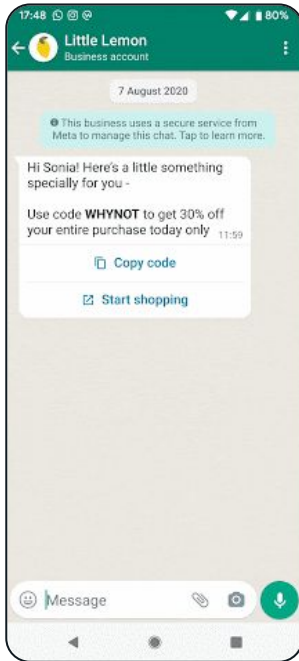 17:48 80%
Little Lemon
Business account
7 August 2020
This business uses a secure service from
Meta to manage this chat. Tap to learn more.
Hi Sonia! Here's a little something
specially for you -
Use code WHYNOT to get 30% off
your entire purchase today only 11:59
Copy code
Start shopping
Message